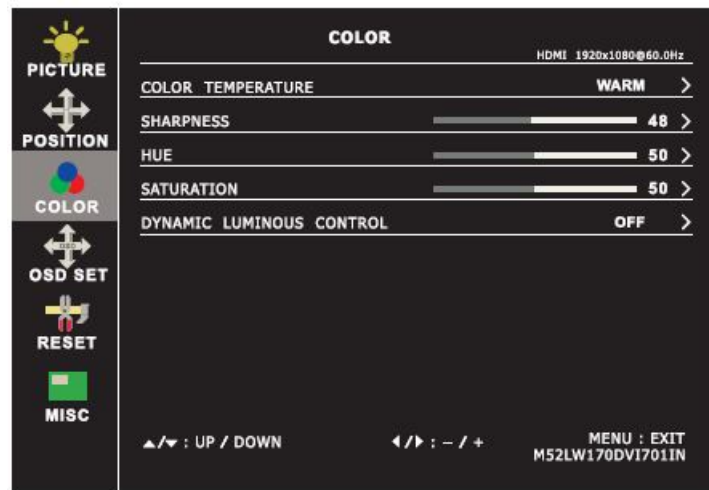 PICTURE
POSITION
COLOR
OSD SET
OSD
RESET
MISC
COLOR
HDMI 1920x1080@60.0Hz
COLOR TEMPERATURE WARM >
SHARPNESS 48 >
HUE 50 >
SATURATION 50 >
DYNAMIC LUMINOUS CONTROL OFF >
▲/▼ : UP / DOWN ◀/▶ : – / + MENU : EXIT
M52LW170DVI701IN